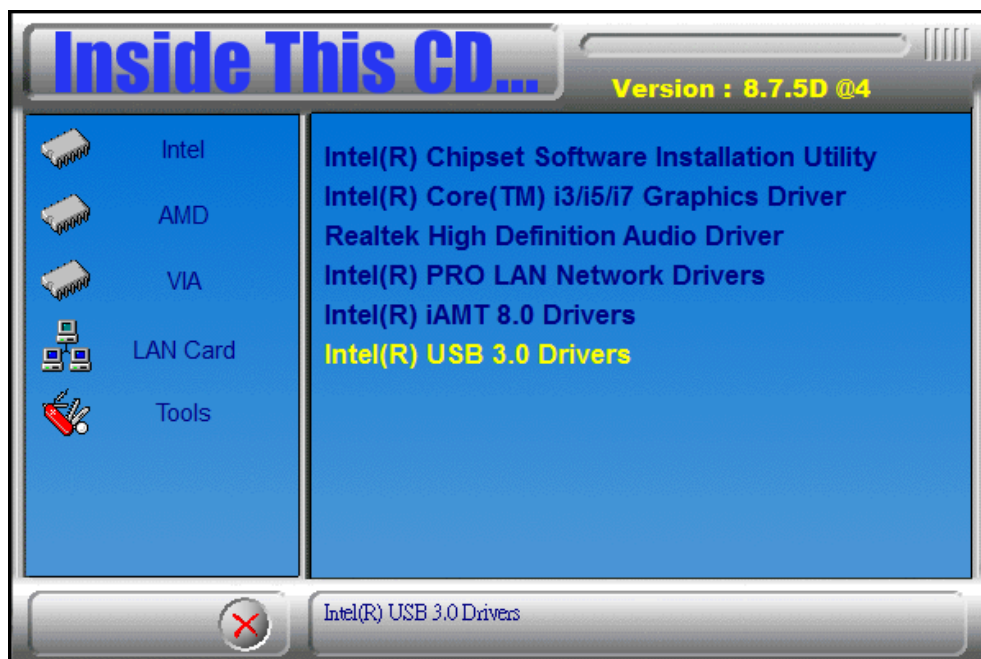 Inside This CD...
Version : 8.7.5D @4
Intel
AMD
VIA
LAN Card
Tools
Intel(R) Chipset Software Installation Utility
Intel(R) Core(TM) i3/i5/i7 Graphics Driver
Realtek High Definition Audio Driver
Intel(R) PRO LAN Network Drivers
Intel(R) iAMT 8.0 Drivers
Intel(R) USB 3.0 Drivers
Intel(R) USB 3.0 Drivers